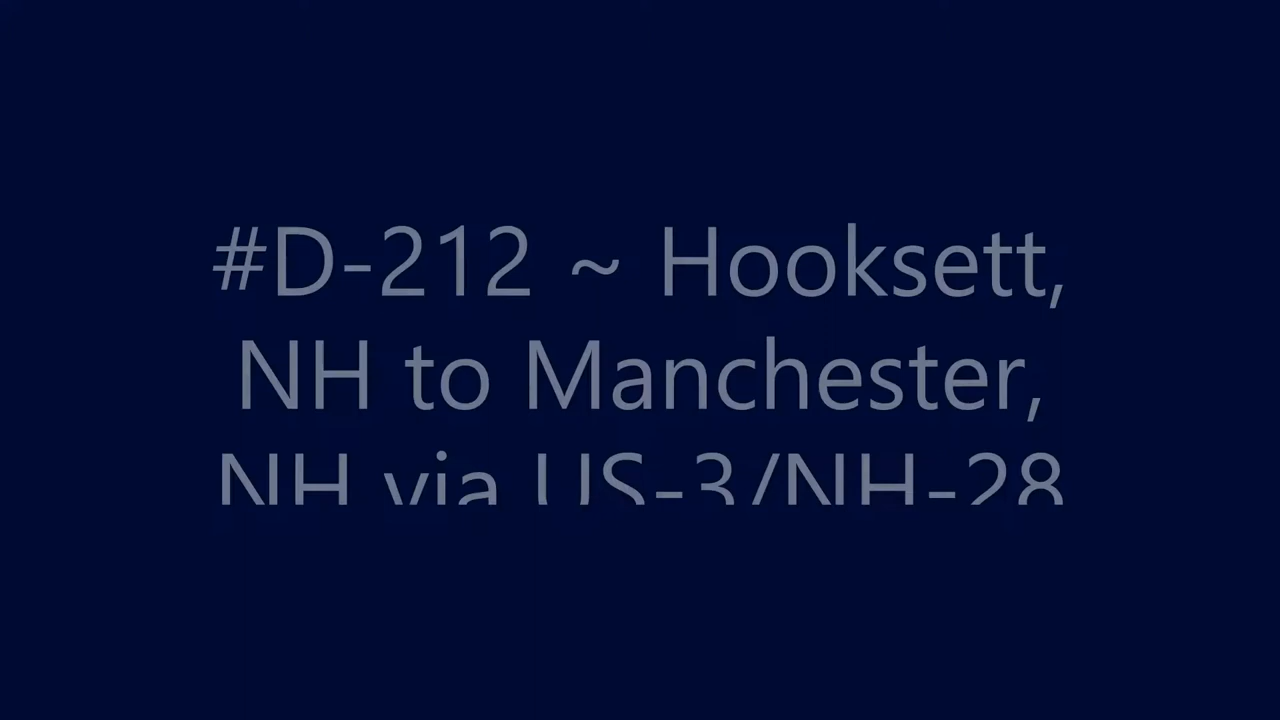 #D-212 ~ Hooksett,
NH to Manchester,
NH via US-3/NH-28